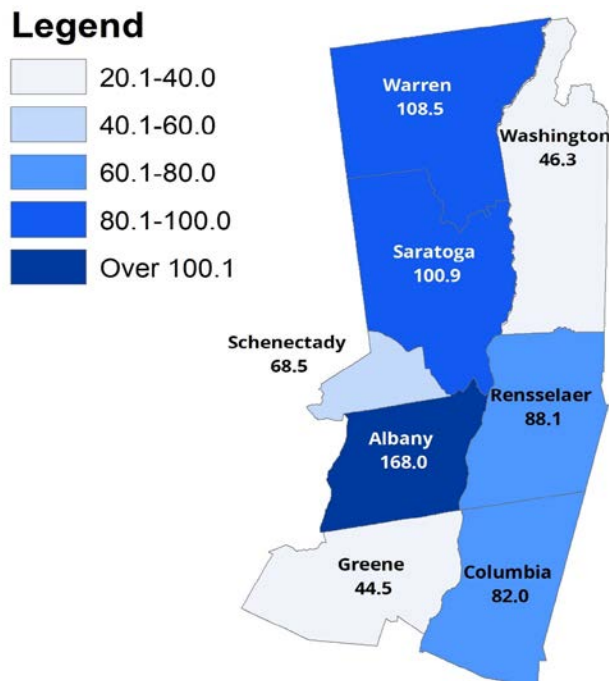 Legend
20.1-40.0
40.1-60.0
60.1-80.0
80.1-100.0
Over 100.1
Warren
108.5
Washington
46.3
Saratoga
100.9
Schenectady
68.5
Rensselaer
88.1
Albany
168.0
Greene
44.5
Columbia
82.0